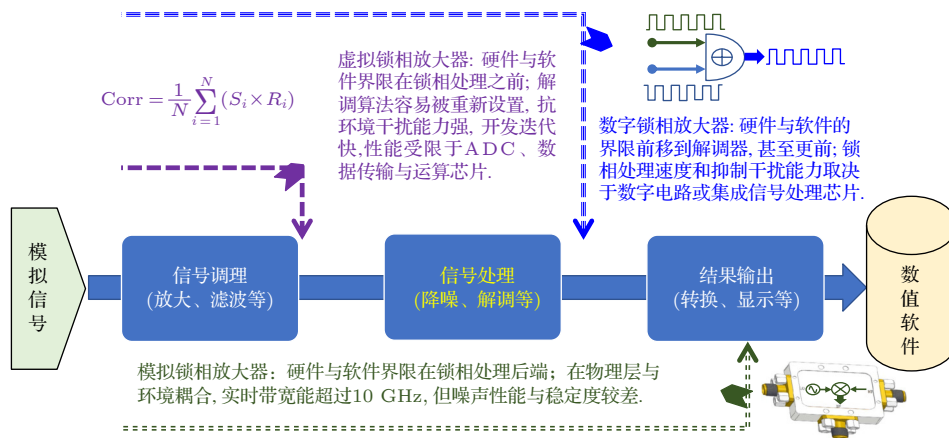 虚拟锁相放大器: 硬件与软
件界限在锁相处理之前; 解
调算法容易被重新设置, 抗
环境干扰能力强, 开发迭代
快,性能受限于ADC、数
据传输与运算芯片.
Corr = 1/N ∑_{i=1}^{N} (S_i × R_i)
数字锁相放大器: 硬件与软件的
界限前移到解调器, 甚至更前; 锁
相处理速度和抑制干扰能力取决
于数字电路或集成信号处理芯片.
模拟信号
信号调理
(放大、滤波等)
信号处理
(降噪、解调等)
结果输出
(转换、显示等)
数值软件
模拟锁相放大器：硬件与软件界限在锁相处理后端；在物理层与
环境耦合, 实时带宽能超过10 GHz, 但噪声性能与稳定度较差.